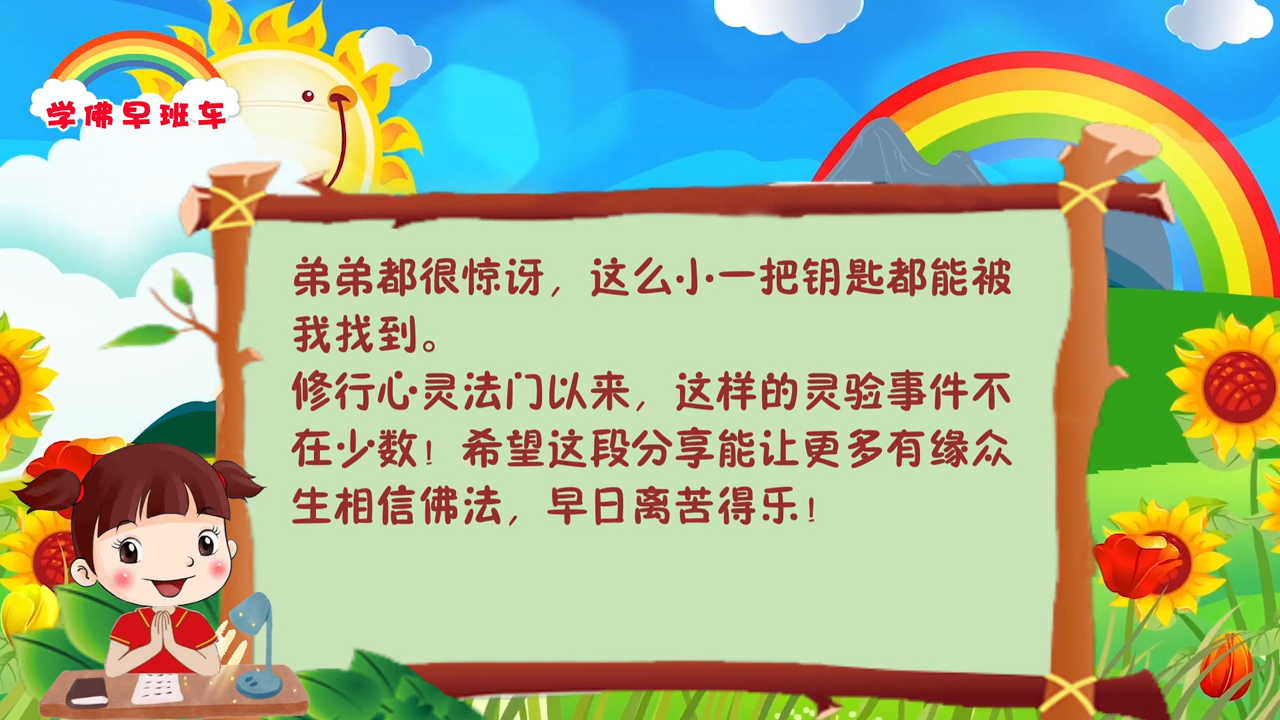 学佛早班车
弟弟都很惊讶，这么小一把钥匙都能被
我找到。
修行心灵法门以来，这样的灵验事件不
在少数！希望这段分享能让更多有缘众
生相信佛法，早日离苦得乐！